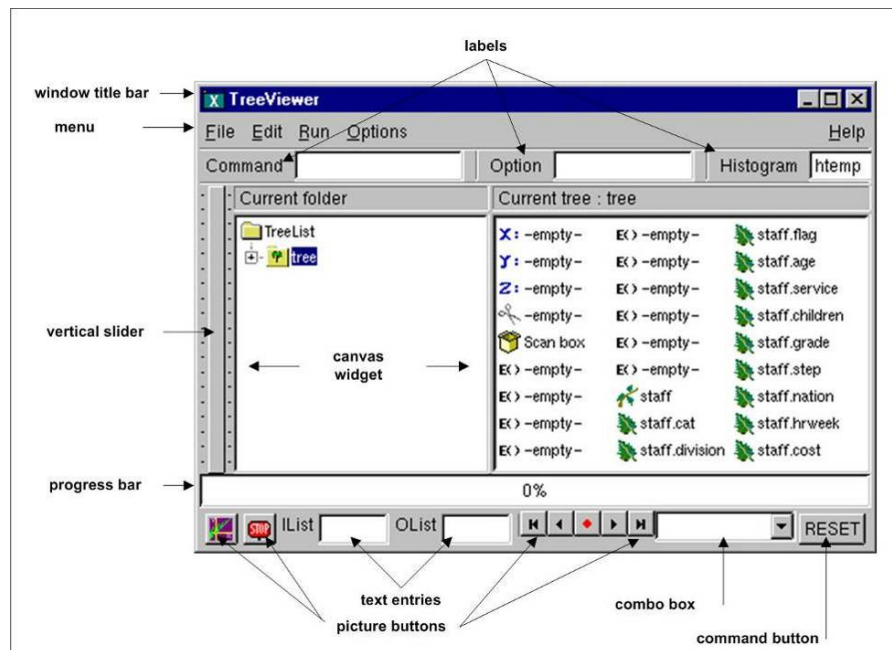 labels
window title bar
TreeViewer
menu
File Edit Run Options Help
Command Option Histogram htemp
Current folder Current tree : tree
TreeList
tree
X: -empty- E() -empty- staff.flag
Y: -empty- E() -empty- staff.age
Z: -empty- E() -empty- staff.service
-empty- E() -empty- staff.children
Scan box E() -empty- staff.grade
E() -empty- E() -empty- staff.step
E() -empty- staff staff.nation
E() -empty- staff.cat staff.hrweek
E() -empty- staff.division staff.cost
vertical slider
canvas
widget
progress bar
0%
STOP IList OList RESET
text entries
combo box
picture buttons
command button